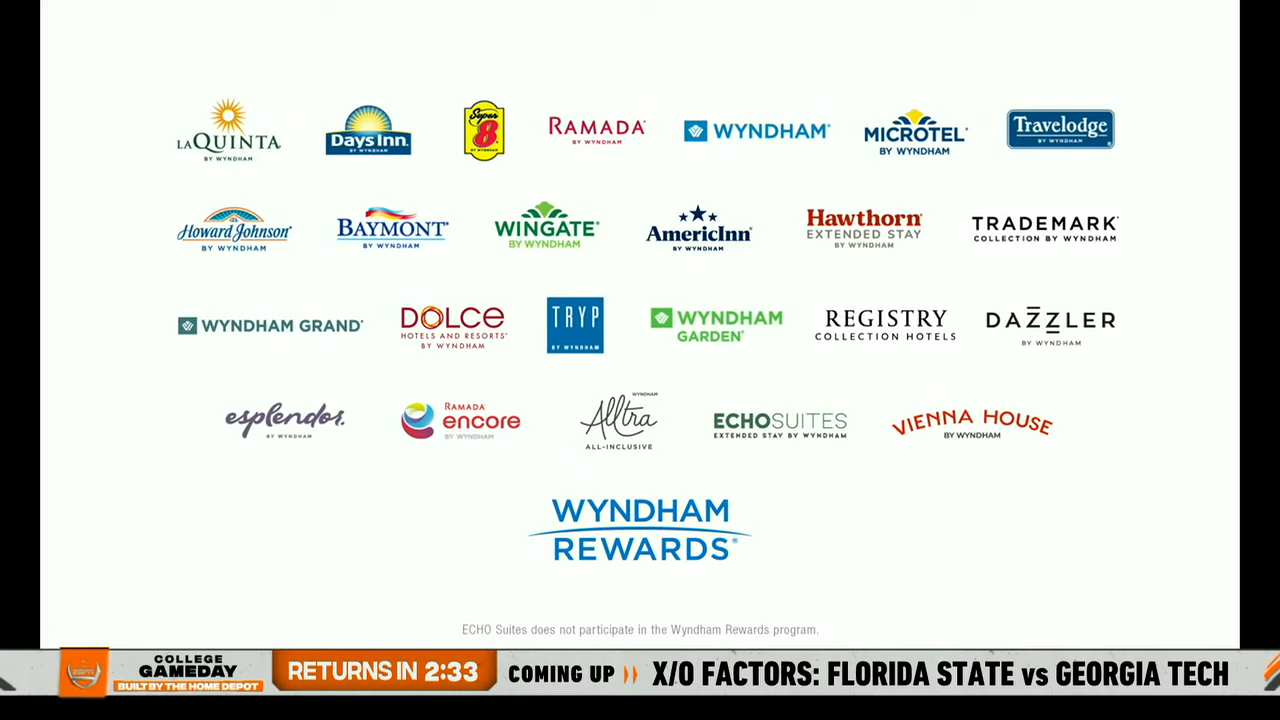 LAQUINTA
BY WYNDHAM
Days Inn.
BY WYNDHAM
Super
8
BY WYNDHAM
RAMADA
BY WYNDHAM
WYNDHAM®
MICROTEL
BY WYNDHAM
Travelodge
BY WYNDHAM
Howard Johnson®
BY WYNDHAM
BAYMONT®
BY WYNDHAM
WINGATE®
BY WYNDHAM
AmericInn®
BY WYNDHAM
Hawthorn®
EXTENDED STAY
BY WYNDHAM
TRADEMARK
COLLECTION BY WYNDHAM
WYNDHAM GRAND®
DOLCE
HOTELS AND RESORTS®
BY WYNDHAM
TRYP
BY WYNDHAM
WYNDHAM
GARDEN®
REGISTRY
COLLECTION HOTELS
DAZZLER
BY WYNDHAM
esplendor.
BY WYNDHAM
RAMADA
encore
BY WYNDHAM
WYNDHAM
Alltra
ALL-INCLUSIVE
ECHOSUITES
EXTENDED STAY BY WYNDHAM
VIENNA HOUSE
BY WYNDHAM
WYNDHAM
REWARDS®
ECHO Suites does not participate in the Wyndham Rewards program.
ESPN
COLLEGE
GAMEDAY
BUILT BY THE HOME DEPOT
RETURNS IN 2:33
COMING UP
X/O FACTORS: FLORIDA STATE vs GEORGIA TECH